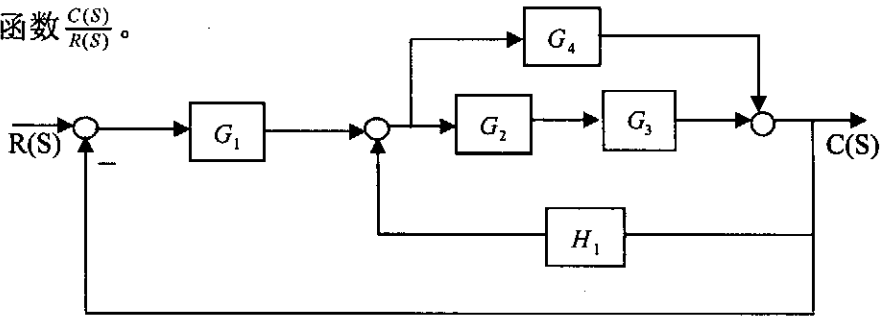 函数 C(S)/R(S) 。
G₄
R(S)
G₁
G₂
G₃
C(S)
−
H₁